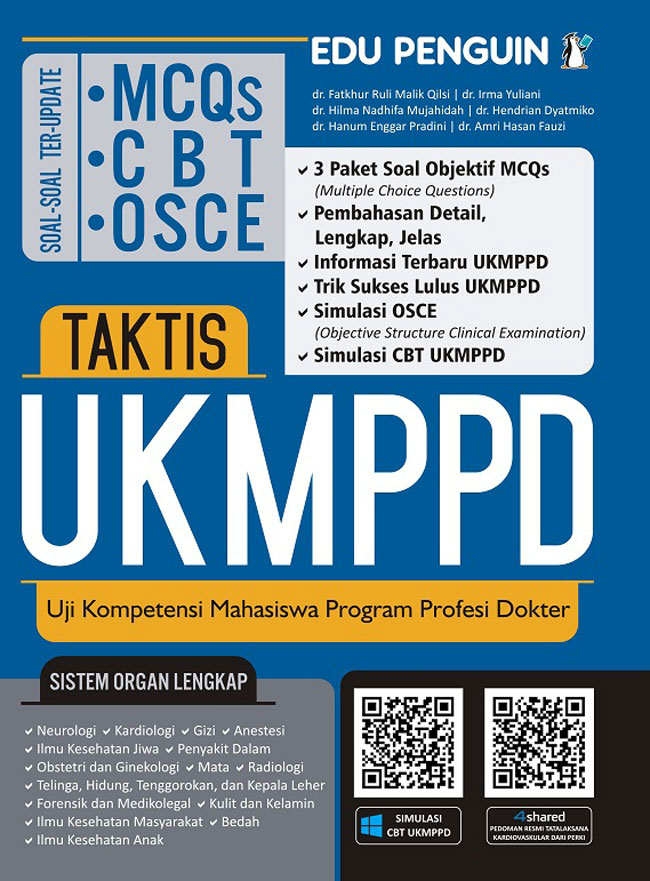 EDU PENGUIN
SOAL-SOAL TER-UPDATE
•MCQs
•CBT
•OSCE
dr. Fatkhur Ruli Malik Qilsi | dr. Irma Yuliani
dr. Hilma Nadhifa Mujahidah | dr. Hendrian Dyatmiko
dr. Hanum Enggar Pradini | dr. Amri Hasan Fauzi
✓ 3 Paket Soal Objektif MCQs
(Multiple Choice Questions)
✓ Pembahasan Detail,
Lengkap, Jelas
✓ Informasi Terbaru UKMPPD
✓ Trik Sukses Lulus UKMPPD
✓ Simulasi OSCE
(Objective Structure Clinical Examination)
✓ Simulasi CBT UKMPPD
TAKTIS
UKMPPD
Uji Kompetensi Mahasiswa Program Profesi Dokter
SISTEM ORGAN LENGKAP
✓ Neurologi ✓ Kardiologi ✓ Gizi ✓ Anestesi
✓ Ilmu Kesehatan Jiwa ✓ Penyakit Dalam
✓ Obstetri dan Ginekologi ✓ Mata ✓ Radiologi
✓ Telinga, Hidung, Tenggorokan, dan Kepala Leher
✓ Forensik dan Medikolegal ✓ Kulit dan Kelamin
✓ Ilmu Kesehatan Masyarakat ✓ Bedah
✓ Ilmu Kesehatan Anak
SIMULASI
CBT UKMPPD
4shared
PEDOMAN RESMI TATALAKSANA
KARDIOVASKULAR DARI PERKI